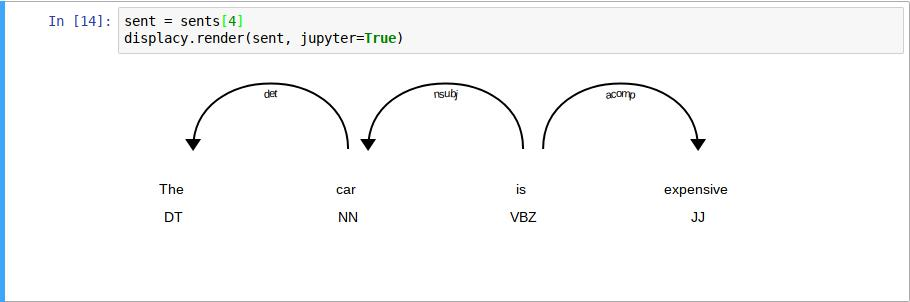 In [14]: sent = sents[4]
displacy.render(sent, jupyter=True)
det nsubj acomp
The car is expensive
DT NN VBZ JJ